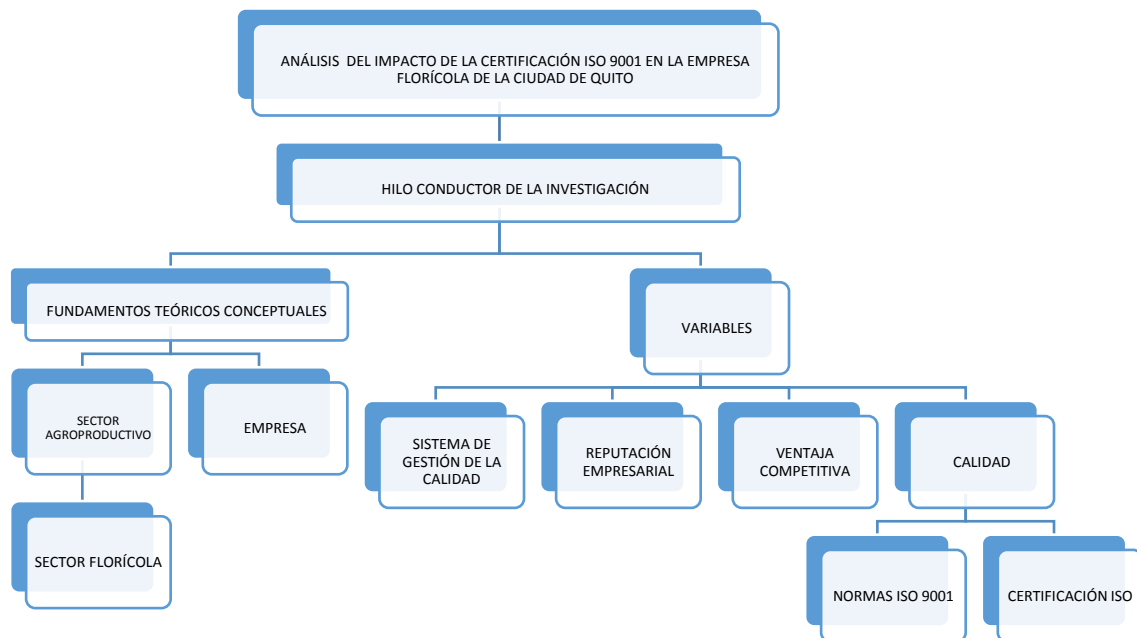 ANÁLISIS DEL IMPACTO DE LA CERTIFICACIÓN ISO 9001 EN LA EMPRESA
FLORÍCOLA DE LA CIUDAD DE QUITO
HILO CONDUCTOR DE LA INVESTIGACIÓN
FUNDAMENTOS TEÓRICOS CONCEPTUALES
VARIABLES
SECTOR
AGROPRODUCTIVO
EMPRESA
SISTEMA DE
GESTIÓN DE LA
CALIDAD
REPUTACIÓN
EMPRESARIAL
VENTAJA
COMPETITIVA
CALIDAD
SECTOR FLORÍCOLA
NORMAS ISO 9001
CERTIFICACIÓN ISO